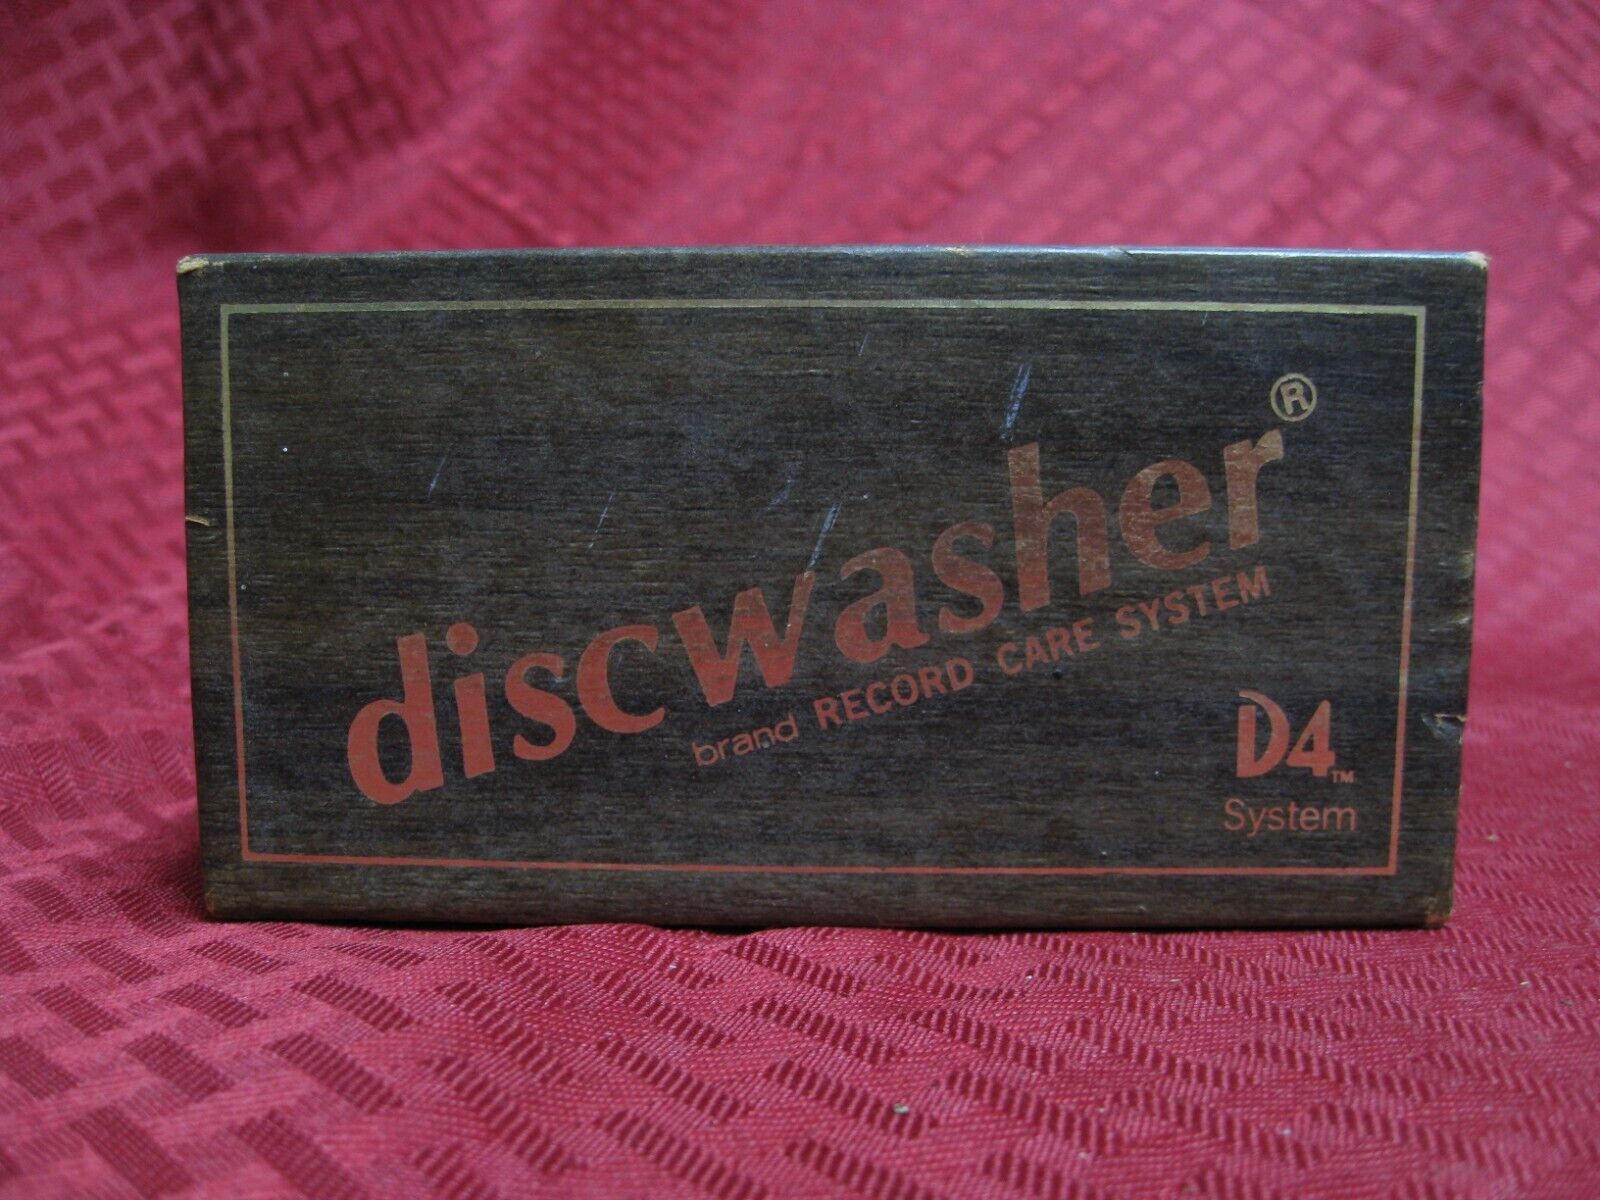 discwasher®
brand RECORD CARE SYSTEM
D4™
System